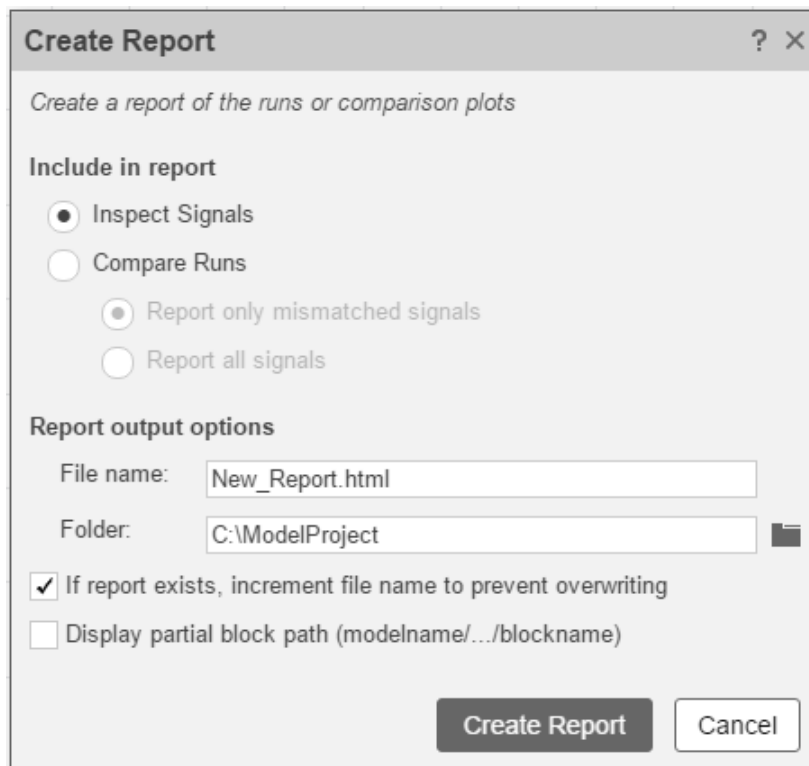 Create Report ? ×
Create a report of the runs or comparison plots
Include in report
Inspect Signals
Compare Runs
Report only mismatched signals
Report all signals
Report output options
File name: New_Report.html
Folder: C:\ModelProject
If report exists, increment file name to prevent overwriting
Display partial block path (modelname/.../blockname)
Create Report Cancel